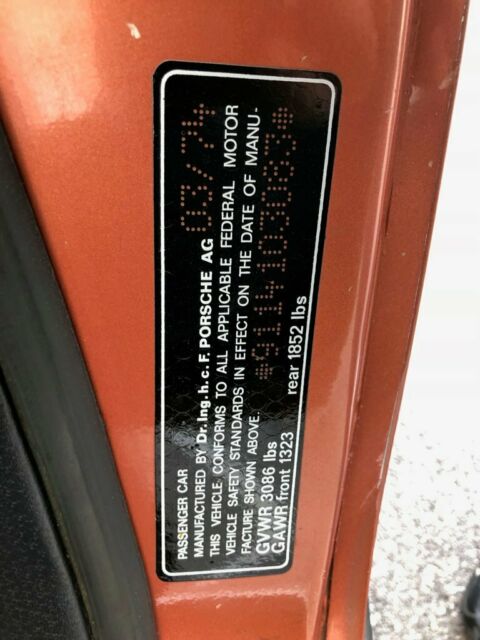 PASSENGER CAR
MANUFACTURED BY Dr. Ing. h. c. F. PORSCHE AG 03/74
THIS VEHICLE CONFORMS TO ALL APPLICABLE FEDERAL MOTOR
VEHICLE SAFETY STANDARDS IN EFFECT ON THE DATE OF MANU-
FACTURE SHOWN ABOVE. *9114103083*
GVWR 3086 lbs
GAWR front 1323 rear 1852 lbs